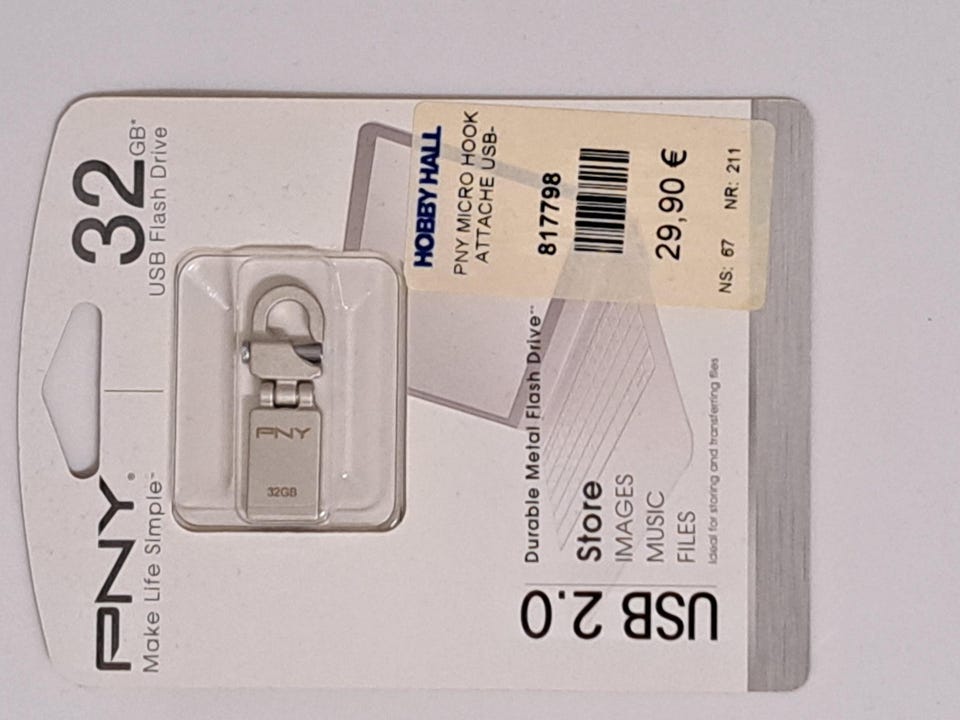 PNY®
Make Life Simple™
32GB*
USB Flash Drive
PNY
32GB
HOBBY HALL
PNY MICRO HOOK
ATTACHE USB-
817798
29,90 €
NS: 67 NR: 211
Durable Metal Flash Drive**
Store
IMAGES
MUSIC
FILES
Ideal for storing and transferring files
USB 2.0